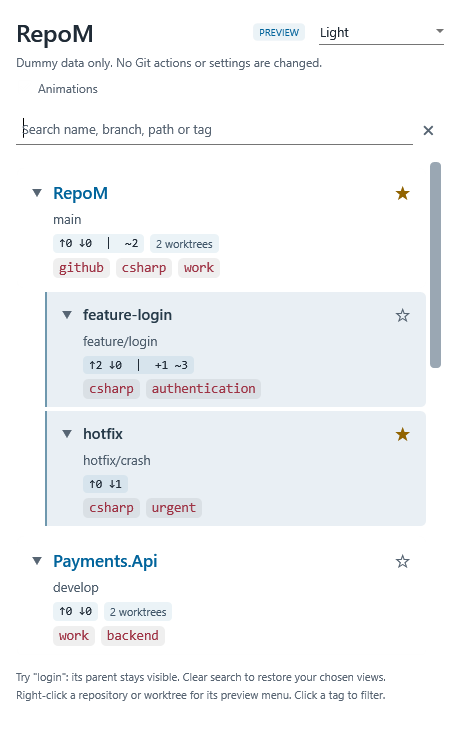 RepoM
PREVIEW
Light
Dummy data only. No Git actions or settings are changed.
Animations
Search name, branch, path or tag
RepoM
main
↑0 ↓0 | ~2
2 worktrees
github csharp work
feature-login
feature/login
↑2 ↓0 | +1 ~3
csharp authentication
hotfix
hotfix/crash
↑0 ↓1
csharp urgent
Payments.Api
develop
↑0 ↓0
2 worktrees
work backend
Try "login": its parent stays visible. Clear search to restore your chosen views.
Right-click a repository or worktree for its preview menu. Click a tag to filter.